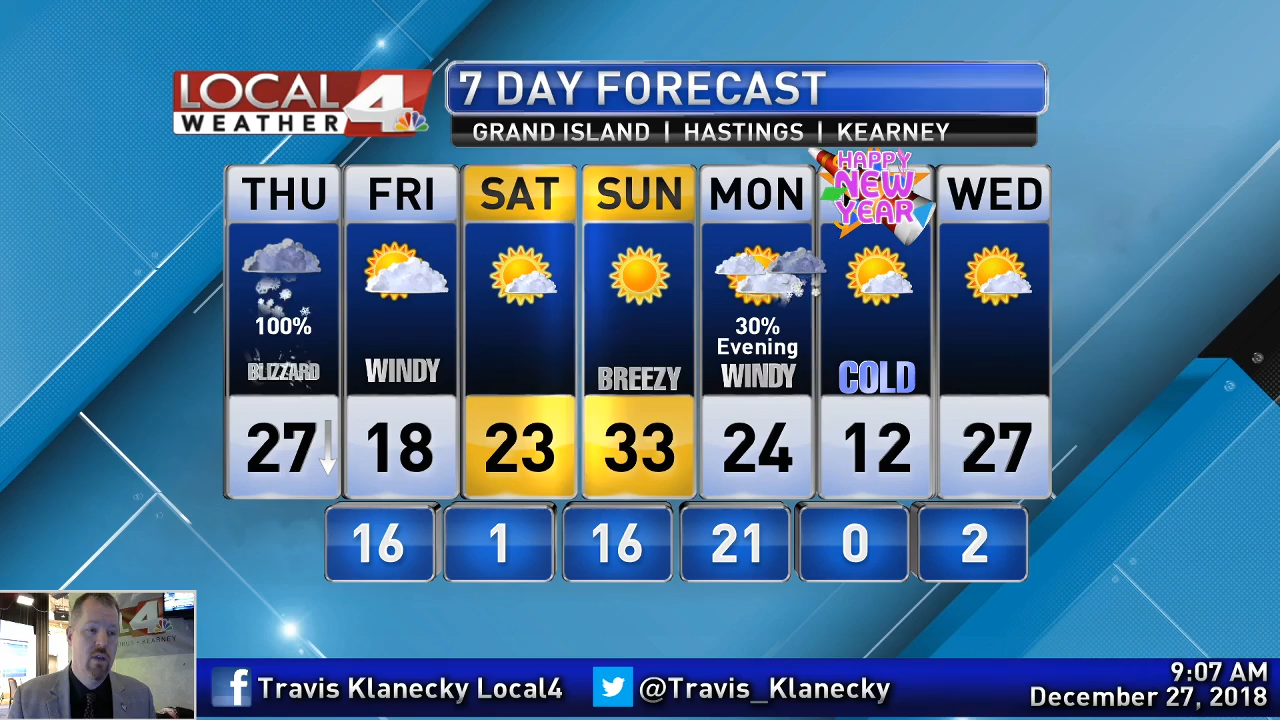 LOCAL 4
WEATHER
7 DAY FORECAST
GRAND ISLAND | HASTINGS | KEARNEY
THU
FRI
SAT
SUN
MON
HAPPY
NEW
YEAR
WED
100%
30%
Evening
BLIZZARD
WINDY
BREEZY
WINDY
COLD
27
18
23
33
24
12
27
16
1
16
21
0
2
4
KEARNEY
f Travis Klanecky Local4
@Travis_Klanecky
9:07 AM
December 27, 2018